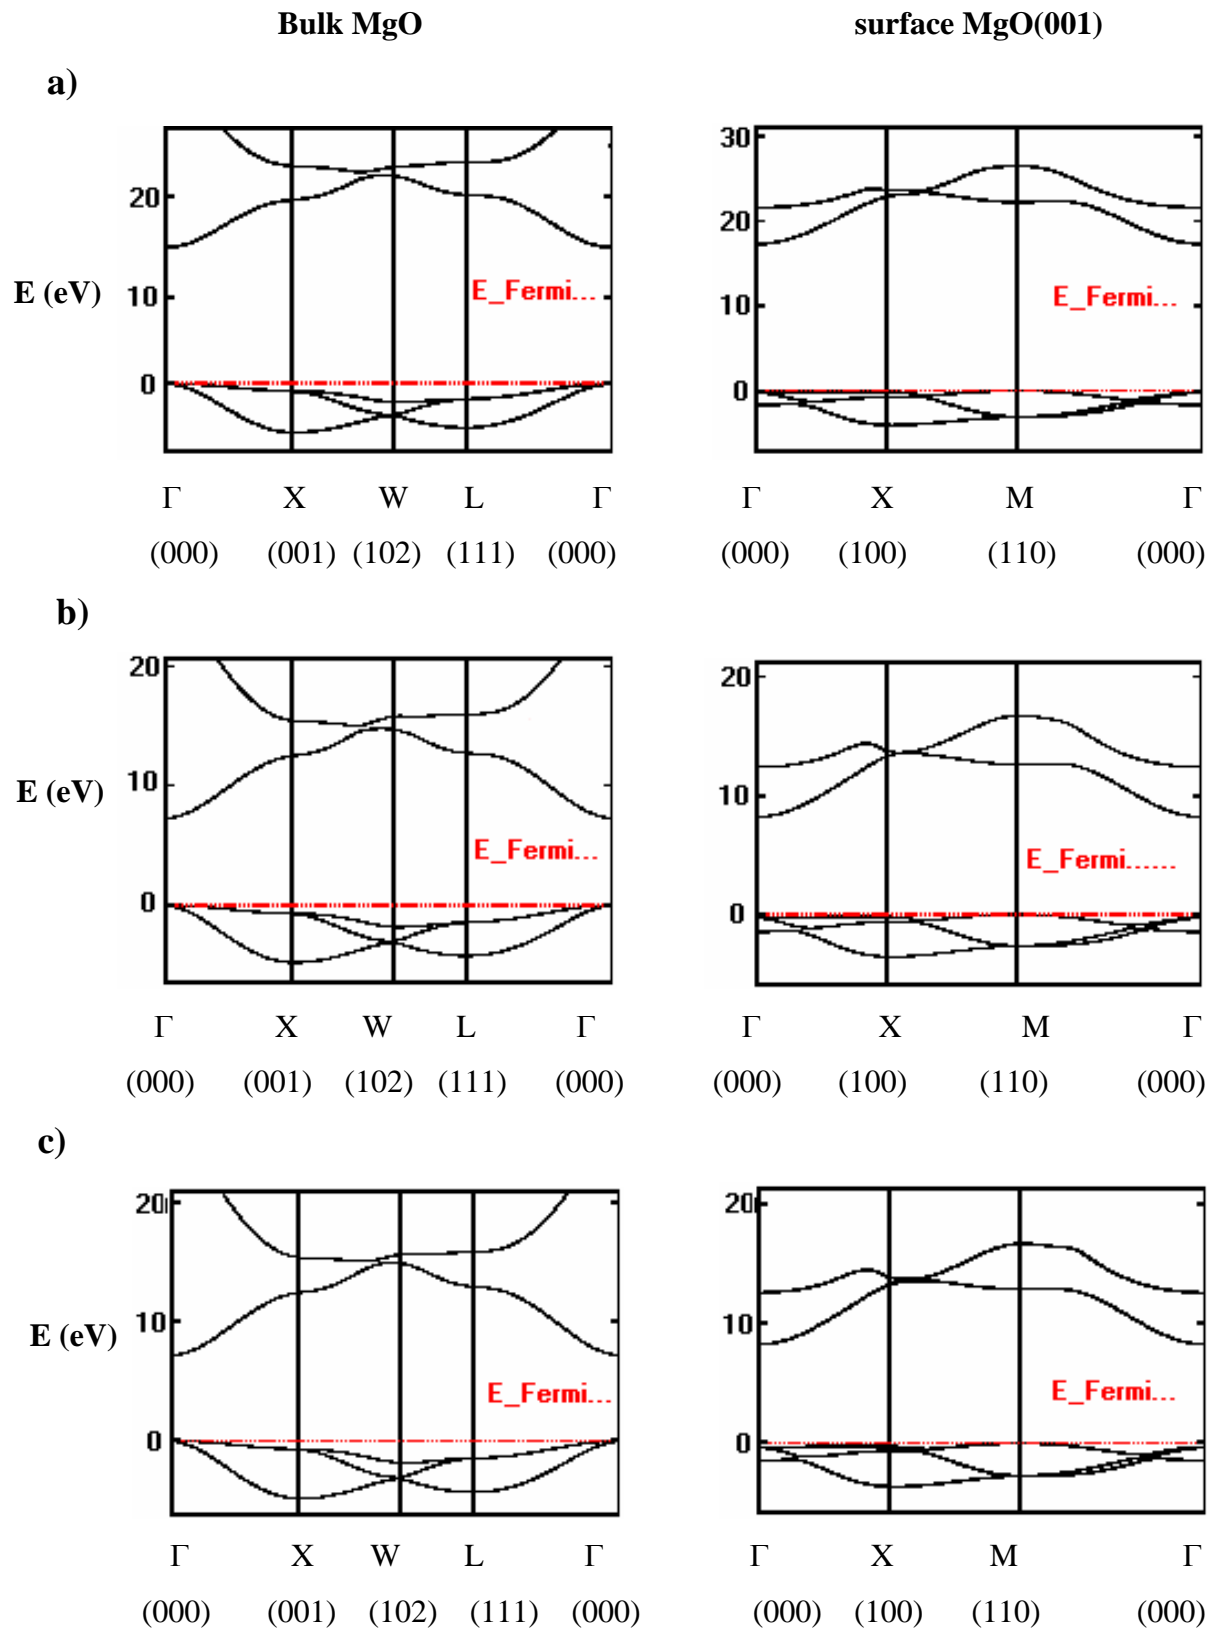 Bulk MgO surface MgO(001)
a)
20
10
0
E (eV)
E_Fermi...
Γ X W L Γ
(000) (001) (102) (111) (000)
30
20
10
0
E_Fermi...
Γ X M Γ
(000) (100) (110) (000)
b)
20
10
0
E (eV)
E_Fermi...
Γ X W L Γ
(000) (001) (102) (111) (000)
20
10
0
E_Fermi......
Γ X M Γ
(000) (100) (110) (000)
c)
20
10
0
E (eV)
E_Fermi...
Γ X W L Γ
(000) (001) (102) (111) (000)
20
10
0
E_Fermi...
Γ X M Γ
(000) (100) (110) (000)